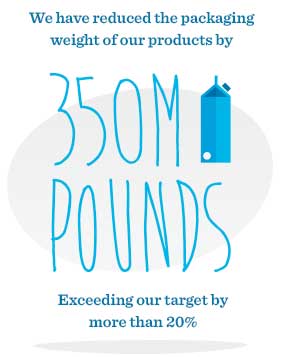 We have reduced the packaging
weight of our products by
350M
POUNDS
Exceeding our target by
more than 20%